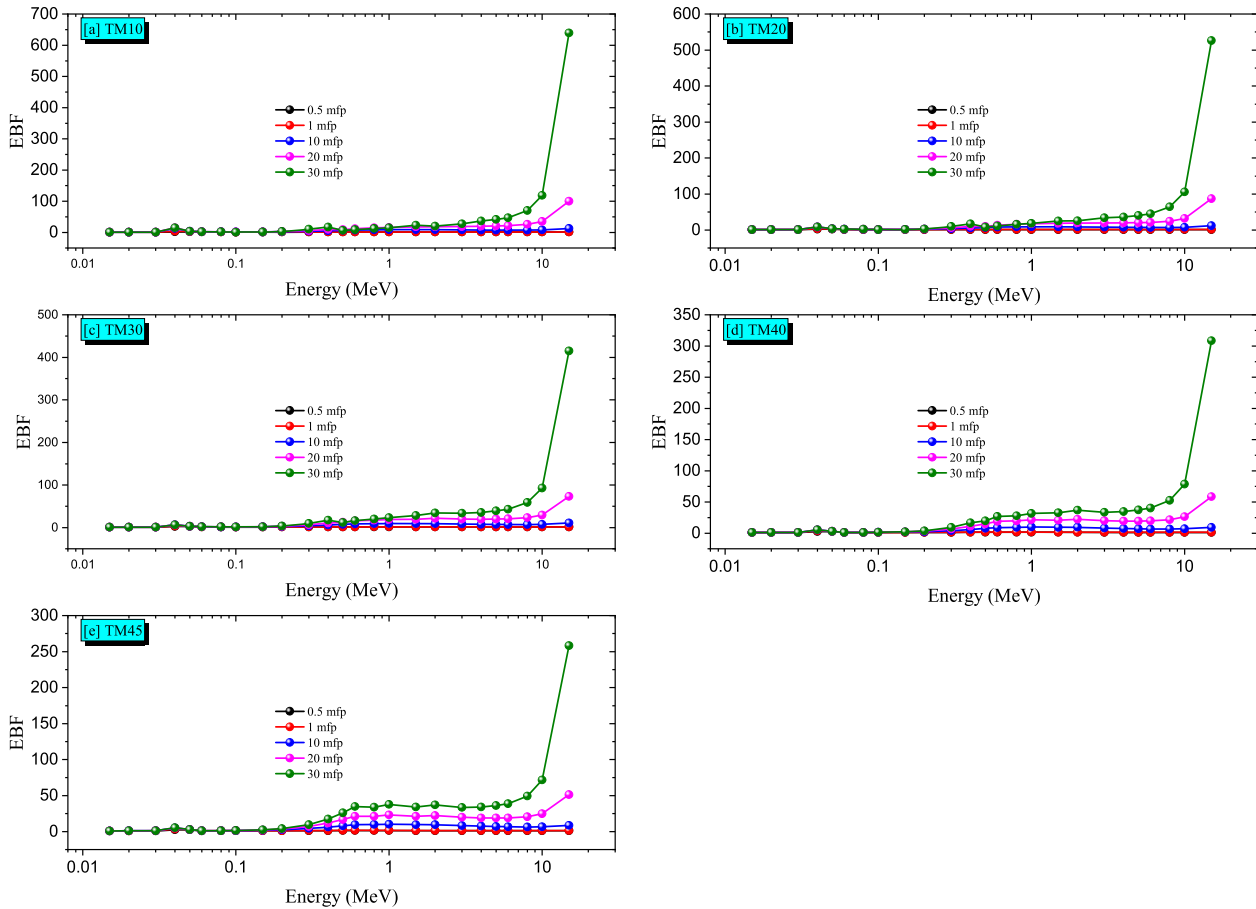 [a] TM10
EBF
700
600
500
400
300
200
100
0
0.5 mfp
1 mfp
10 mfp
20 mfp
30 mfp
0.01 0.1 1 10
Energy (MeV)
[b] TM20
EBF
600
500
400
300
200
100
0
0.5 mfp
1 mfp
10 mfp
20 mfp
30 mfp
0.01 0.1 1 10
Energy (MeV)
[c] TM30
EBF
500
400
300
200
100
0
0.5 mfp
1 mfp
10 mfp
20 mfp
30 mfp
0.01 0.1 1 10
Energy (MeV)
[d] TM40
EBF
350
300
250
200
150
100
50
0
0.5 mfp
1 mfp
10 mfp
20 mfp
30 mfp
0.01 0.1 1 10
Energy (MeV)
[e] TM45
EBF
300
250
200
150
100
50
0
0.5 mfp
1 mfp
10 mfp
20 mfp
30 mfp
0.01 0.1 1 10
Energy (MeV)